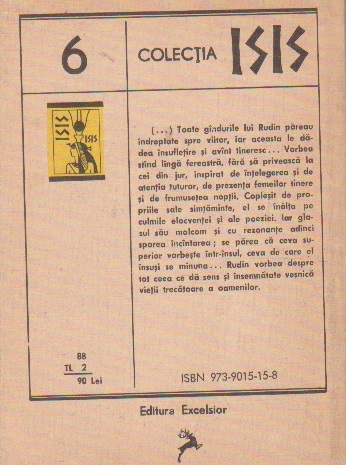 6
COLECȚIA ISIS
ISIS
ISIS
(...) Toate gîndurile lui Rudin păreau
îndreptate spre viitor, iar aceasta le dă-
dea însuflețire și avînt tineresc... Vorbea
stînd lîngă fereastră, fără să privească la
cei din jur, inspirat de înțelegerea și de
atenția tuturor, de prezența femeilor tinere
și de frumusețea nopții. Copleșit de pro-
priile sale simțăminte, el se înălța pe
culmile elocvenței și ale poeziei. Iar gla-
sul său malcom și cu rezonanțe adînci
sparea încîntarea ; se părea că ceva su-
perior vorbește într-însul, ceva de care el
însuși se minuna... Rudin vorbea despre
tot ceea ce dă sens și însemnătate veșnică
vieții trecătoare a oamenilor.
88
TL 2
90 Lei
ISBN 973-9015-15-8
Editura Excelsior